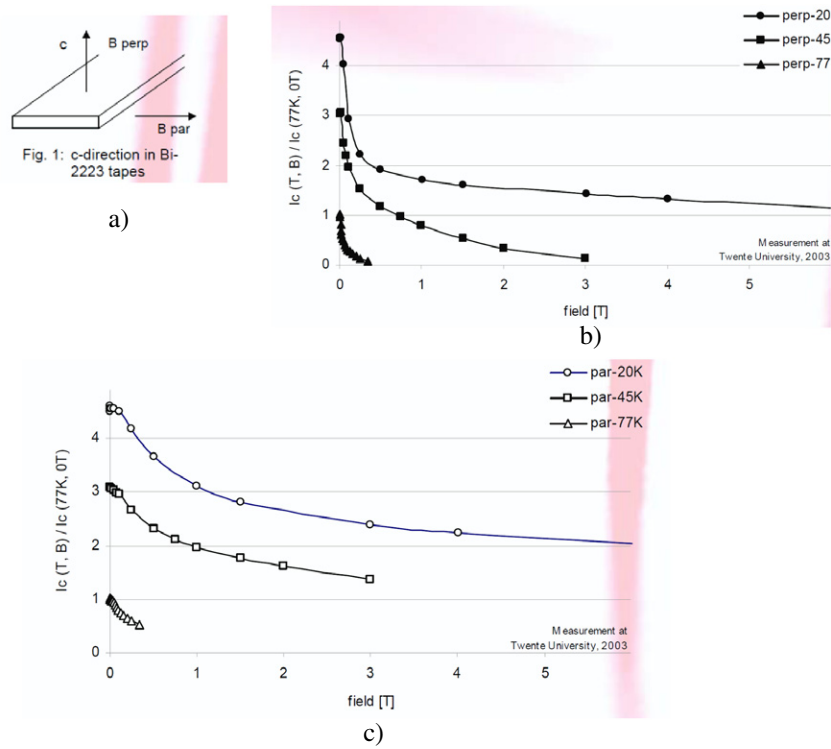 c
B perp
B par
Fig. 1: c-direction in Bi-
2223 tapes
a)
perp-20
perp-45
perp-77
Ic (T, B) / Ic (77K, 0T)
4
3
2
1
0
0 1 2 3 4 5
field [T]
Measurement at
Twente University, 2003
b)
par-20K
par-45K
par-77K
Ic (T, B) / Ic (77K, 0T)
4
3
2
1
0
0 1 2 3 4 5
field [T]
Measurement at
Twente University, 2003
c)